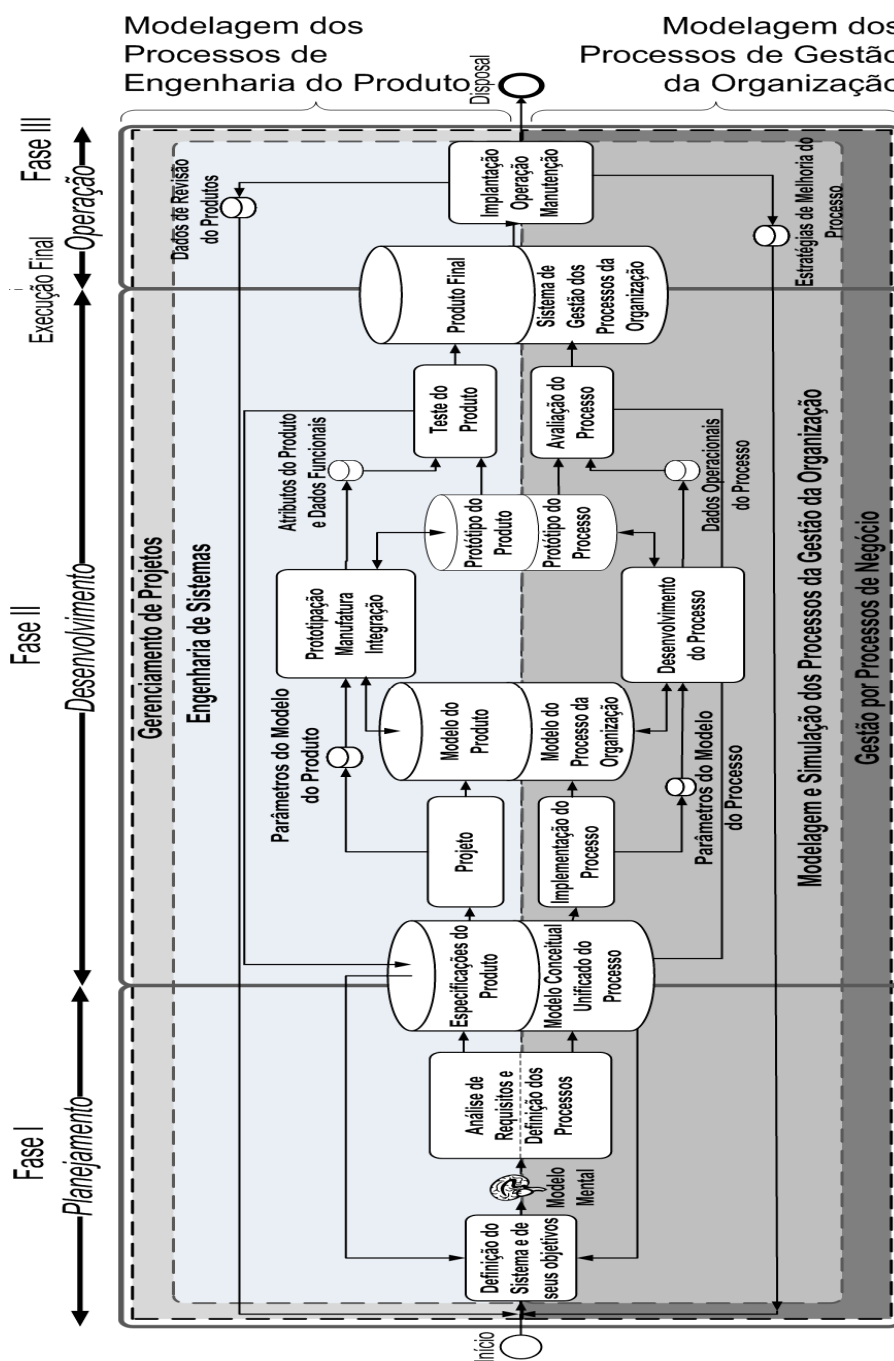 Modelagem dos
Processos de
Engenharia do Produto
Modelagem dos
Processos de Gestão
da Organização
Fase I
Planejamento
Fase II
Desenvolvimento
Execução Final
Fase III
Operação
Gerenciamento de Projetos
Engenharia de Sistemas
Início
Definição do
Sistema e de
seus objetivos
Modelo
Mental
Análise de
Requisitos e
Definição dos
Processos
Especificações do
Produto
Modelo Conceitual
Unificado do
Processo
Projeto
Implementação do
Processo
Parâmetros do Modelo
do Produto
Parâmetros do Modelo
do Processo
Modelo do
Produto
Modelo do
Processo da
Organização
Prototipação
Manufatura
Integração
Desenvolvimento
do Processo
Atributos do Produto
e Dados Funcionais
Dados Operacionais
do Processo
Protótipo do
Produto
Protótipo do
Processo
Teste do
Produto
Avaliação do
Processo
Produto Final
Sistema de
Gestão dos
Processos da
Organização
Dados de Revisão
do Produtos
Implantação
Operação
Manutenção
Estratégias de Melhoria do
Processo
Disposal
Modelagem e Simulação dos Processos da Gestão da Organização
Gestão por Processos de Negócio